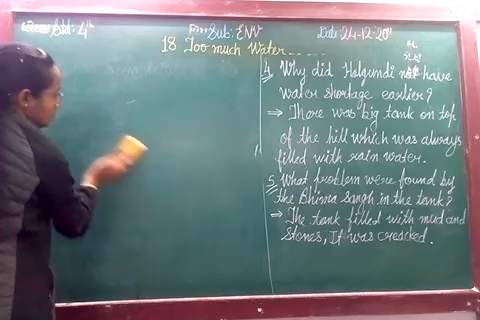 Std: 4th Sub: ENV Date: 24-12-20"
18 Too much Water
4 Why did Holgundi not have
water shortage earlier?
⇒ There was big tank on top
of the hill which was always
filled with rain water.
5 What problem were found by
the Bhima Sangh in the tank?
⇒ The tank filled with mud and
stones, It was creacked.